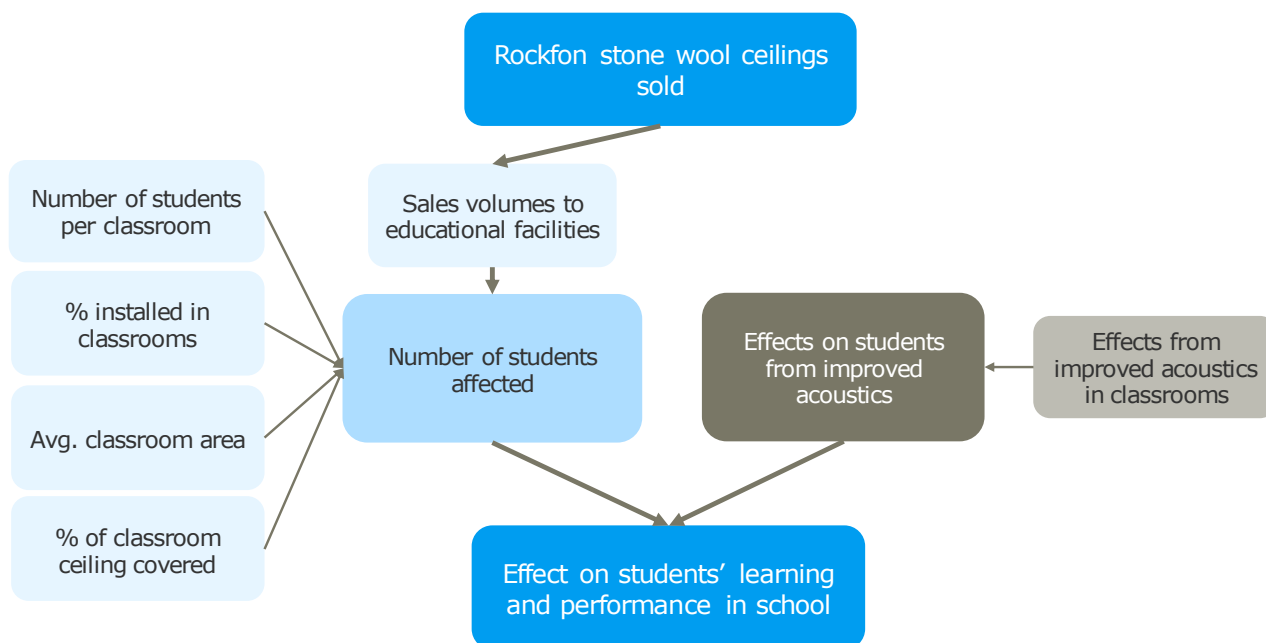 Rockfon stone wool ceilings
sold
Number of students
per classroom
Sales volumes to
educational facilities
% installed in
classrooms
Number of students
affected
Effects on students
from improved
acoustics
Effects from
improved acoustics
in classrooms
Avg. classroom area
% of classroom
ceiling covered
Effect on students’ learning
and performance in school